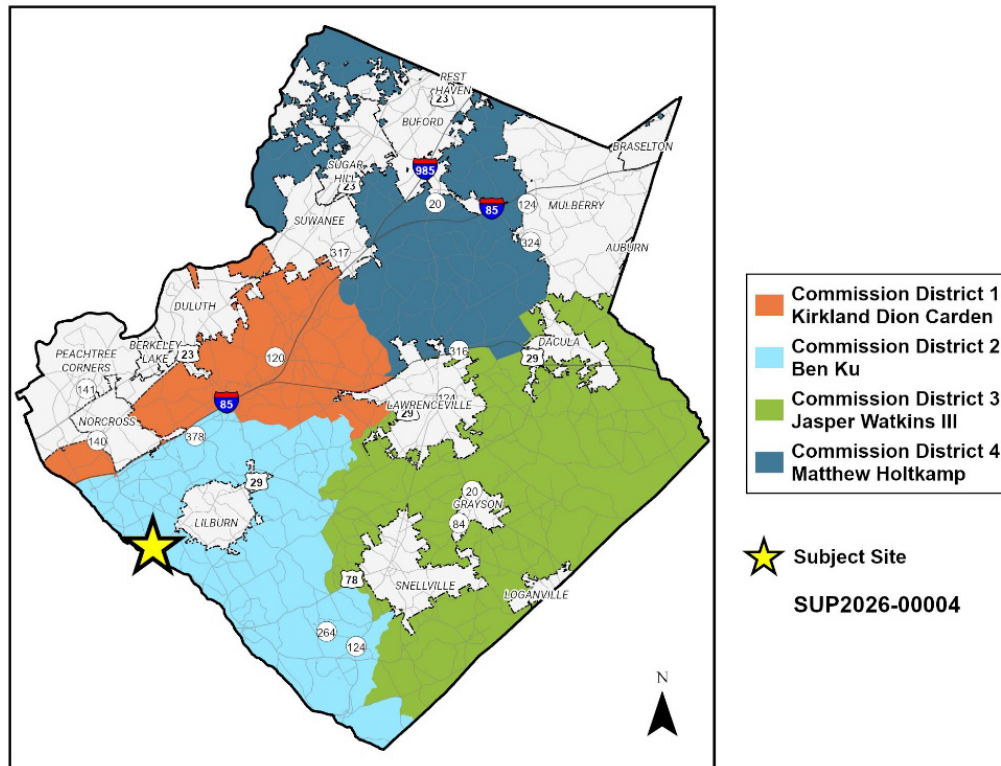 REST
HAVEN
23
BUFORD
BRASELTON
985
SUGAR
HILL
23
20
85
124
MULBERRY
SUWANEE
317
324
AUBURN
DULUTH
BERKELEY
LAKE
23
PEACHTREE
CORNERS
141
120
316
29
DACULA
85
124
LAWRENCEVILLE
29
NORCROSS
140
378
29
LILBURN
20
GRAYSON
84
78
SNELLVILLE
LOGANVILLE
264
124
N
Commission District 1
Kirkland Dion Carden
Commission District 2
Ben Ku
Commission District 3
Jasper Watkins III
Commission District 4
Matthew Holtkamp
Subject Site
SUP2026-00004